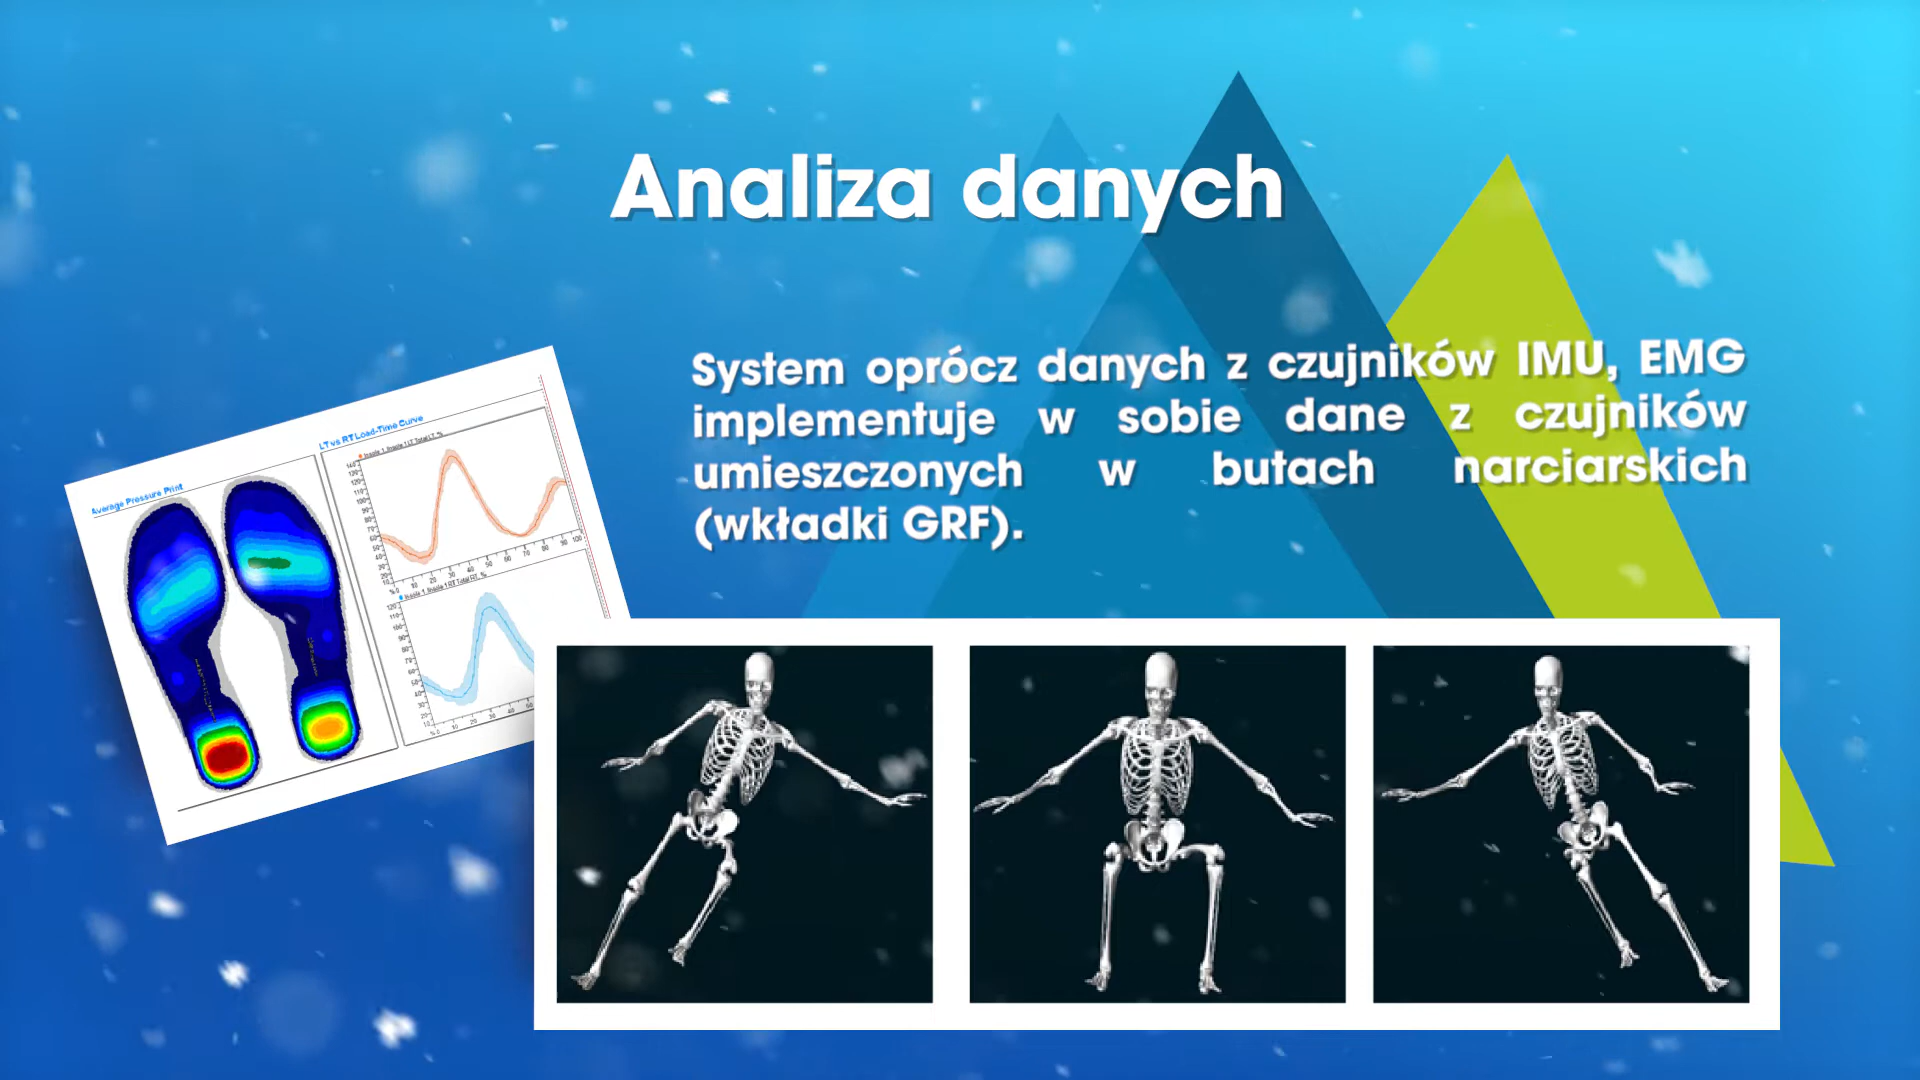 Analiza danych
System oprócz danych z czujników IMU, EMG
implementuje w sobie dane z czujników
umieszczonych w butach narciarskich
(wkładki GRF).
LT vs RT Load-Time Curve
Average Pressure Print